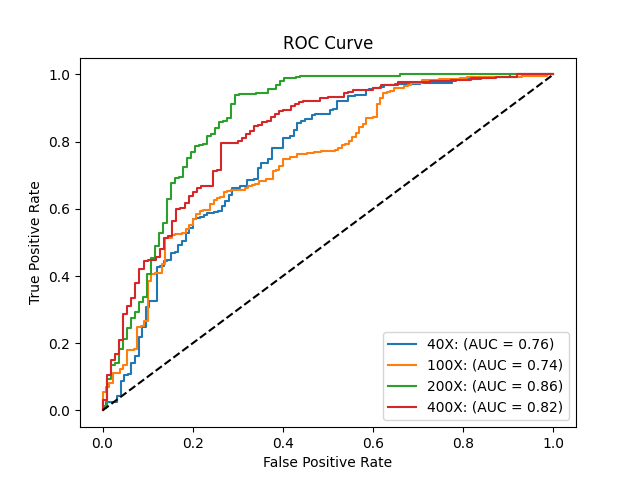 ROC Curve
1.0
0.8
0.6
0.4
0.2
0.0
True Positive Rate
0.0 0.2 0.4 0.6 0.8 1.0
False Positive Rate
40X: (AUC = 0.76)
100X: (AUC = 0.74)
200X: (AUC = 0.86)
400X: (AUC = 0.82)